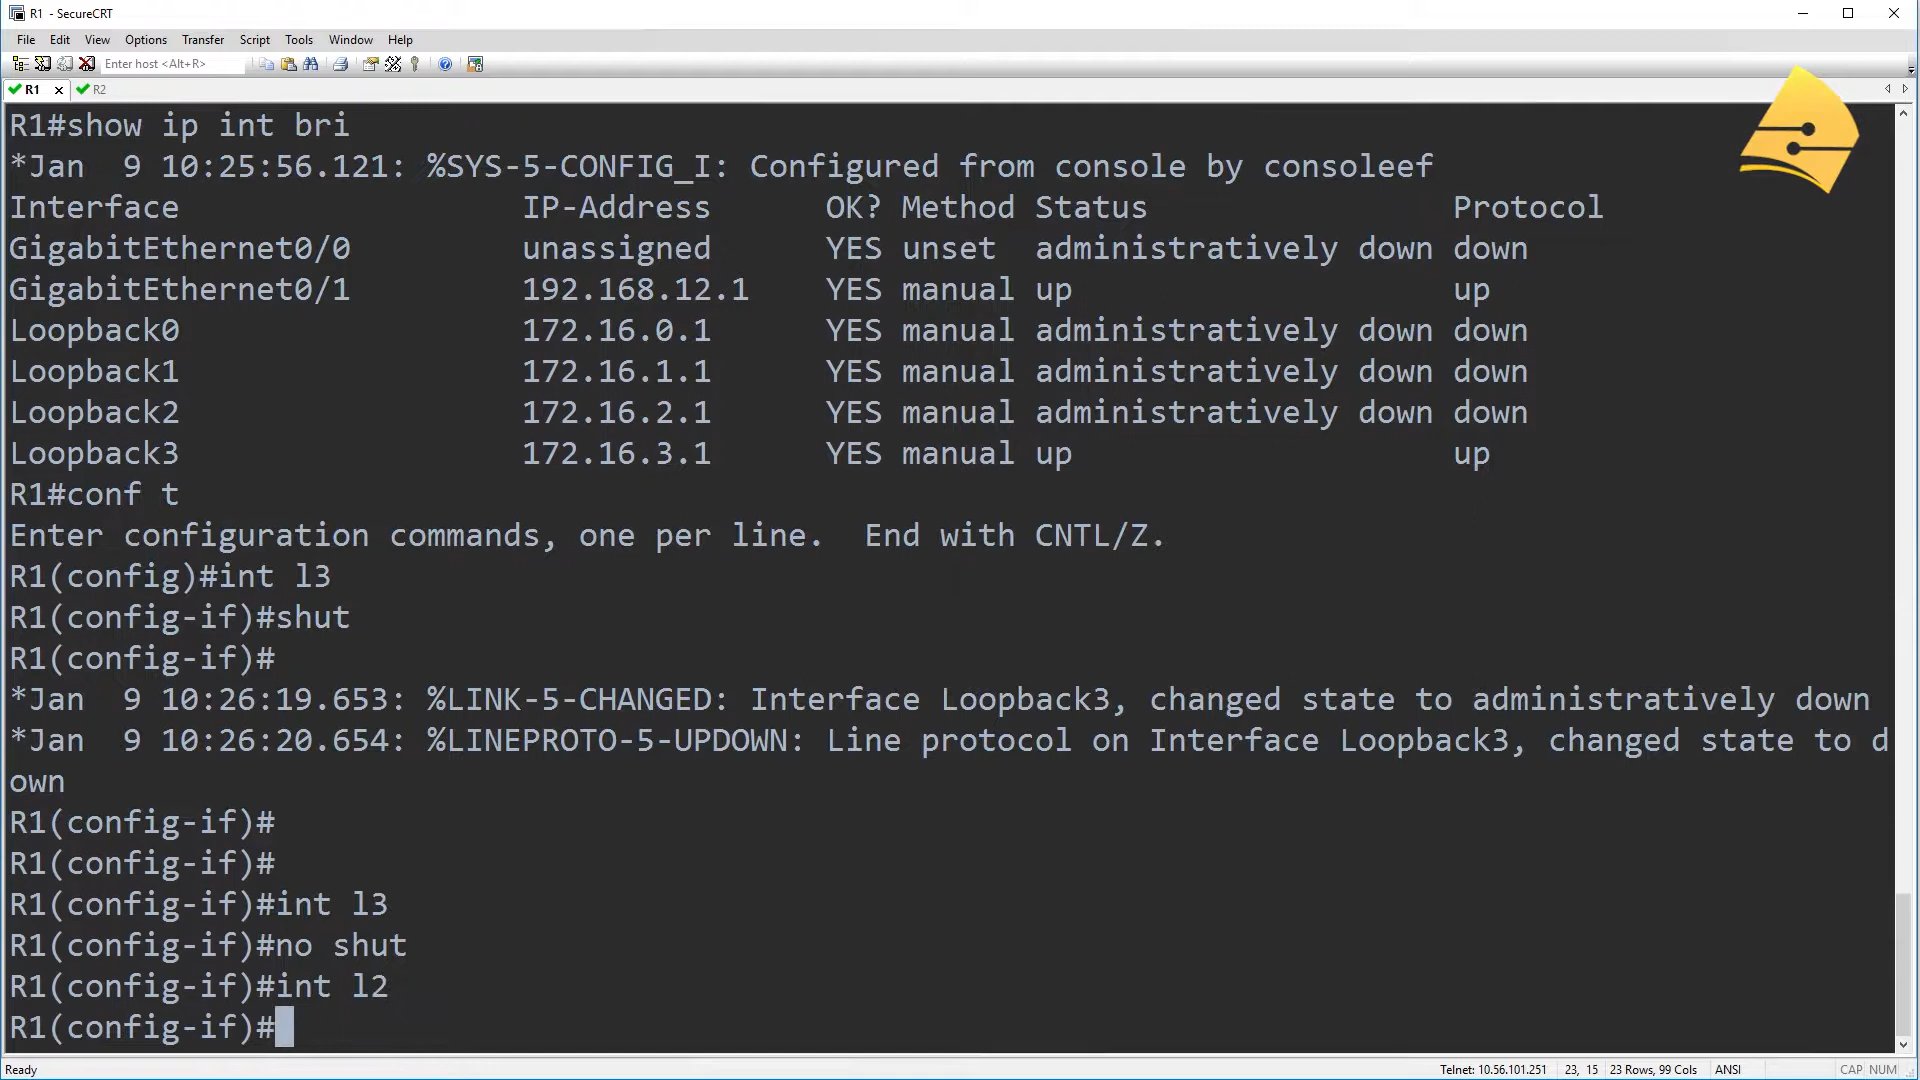 R1 - SecureCRT
File Edit View Options Transfer Script Tools Window Help
Enter host <Alt+R>
R1 R2
R1#show ip int bri
*Jan  9 10:25:56.121: %SYS-5-CONFIG_I: Configured from console by consoleef
Interface IP-Address OK? Method Status Protocol
GigabitEthernet0/0 unassigned YES unset administratively down down
GigabitEthernet0/1 192.168.12.1 YES manual up up
Loopback0 172.16.0.1 YES manual administratively down down
Loopback1 172.16.1.1 YES manual administratively down down
Loopback2 172.16.2.1 YES manual administratively down down
Loopback3 172.16.3.1 YES manual up up
R1#conf t
Enter configuration commands, one per line.  End with CNTL/Z.
R1(config)#int l3
R1(config-if)#shut
R1(config-if)#
*Jan  9 10:26:19.653: %LINK-5-CHANGED: Interface Loopback3, changed state to administratively down
*Jan  9 10:26:20.654: %LINEPROTO-5-UPDOWN: Line protocol on Interface Loopback3, changed state to d
own
R1(config-if)#
R1(config-if)#
R1(config-if)#int l3
R1(config-if)#no shut
R1(config-if)#int l2
R1(config-if)#
Ready Telnet: 10.56.101.251 23, 15 23 Rows, 99 Cols ANSI CAP NUM